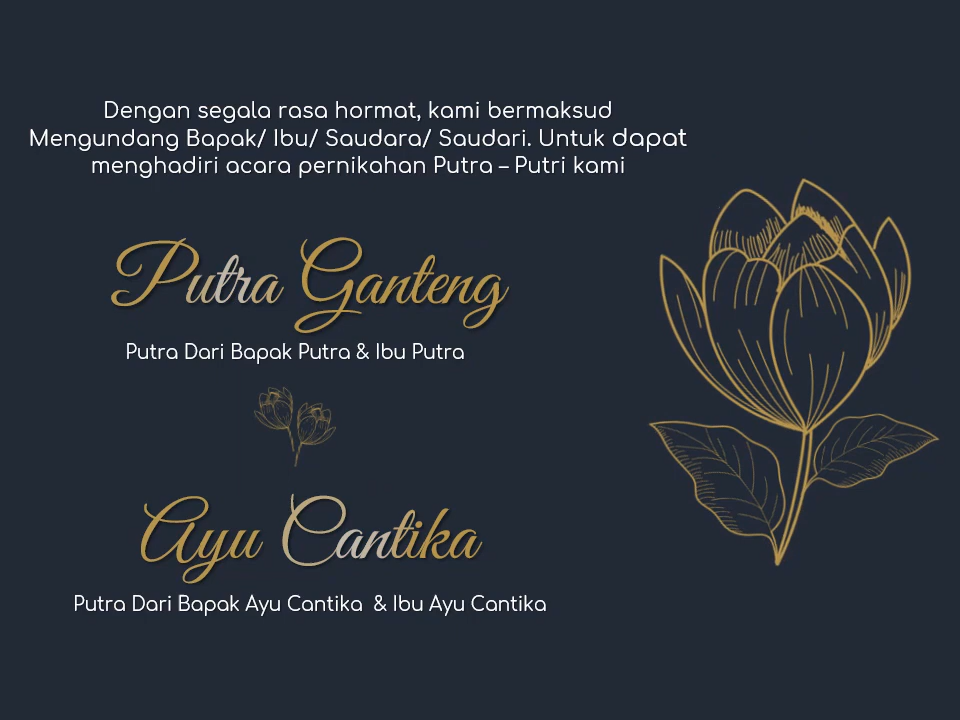 Dengan segala rasa hormat, kami bermaksud
Mengundang Bapak/ Ibu/ Saudara/ Saudari. Untuk dapat
menghadiri acara pernikahan Putra – Putri kami
Putra Ganteng
Putra Dari Bapak Putra & Ibu Putra
Ayu Cantika
Putra Dari Bapak Ayu Cantika & Ibu Ayu Cantika